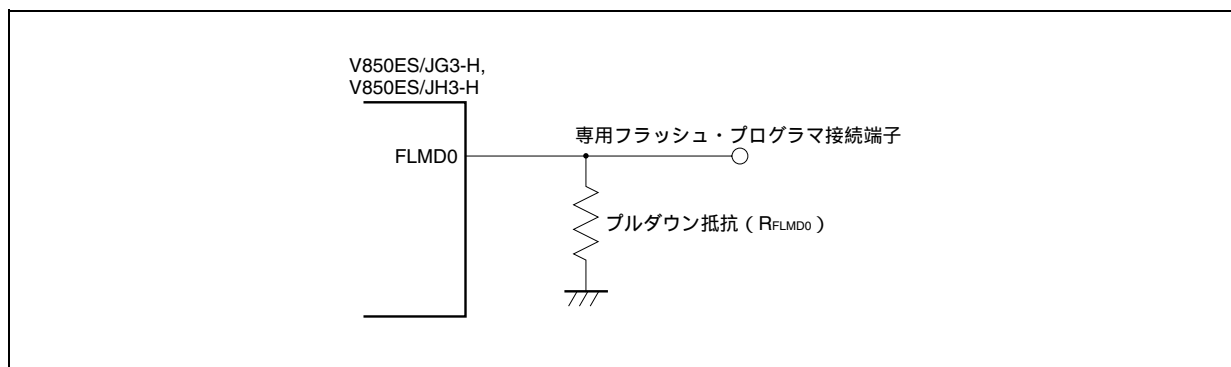 V850ES/JG3-H,
V850ES/JH3-H
専用フラッシュ・プログラマ接続端子
FLMD0
プルダウン抵抗（RFLMD0）